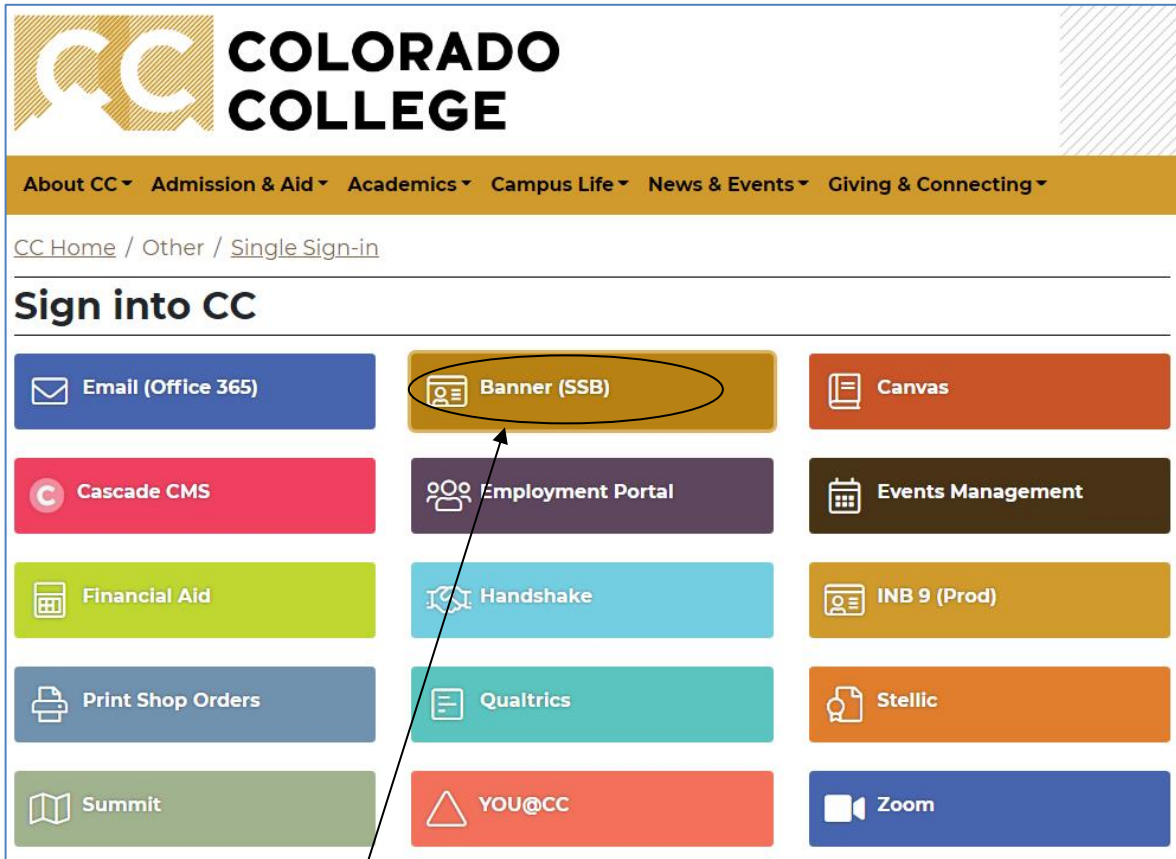 CC COLORADO
COLLEGE
About CC Admission & Aid Academics Campus Life News & Events Giving & Connecting
CC Home / Other / Single Sign-in
Sign into CC
Email (Office 365) Banner (SSB) Canvas
C Cascade CMS Employment Portal Events Management
Financial Aid Handshake INB 9 (Prod)
Print Shop Orders Qualtrics Stellic
Summit YOU@CC Zoom